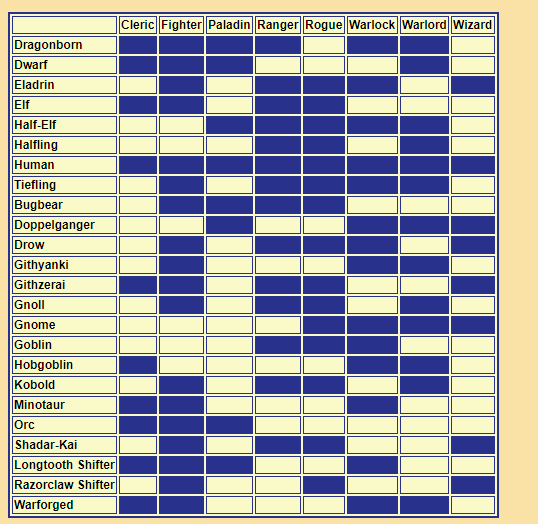 Cleric Fighter Paladin Ranger Rogue Warlock Warlord Wizard
Dragonborn
Dwarf
Eladrin
Elf
Half-Elf
Halfling
Human
Tiefling
Bugbear
Doppelganger
Drow
Githyanki
Githzerai
Gnoll
Gnome
Goblin
Hobgoblin
Kobold
Minotaur
Orc
Shadar-Kai
Longtooth Shifter
Razorclaw Shifter
Warforged